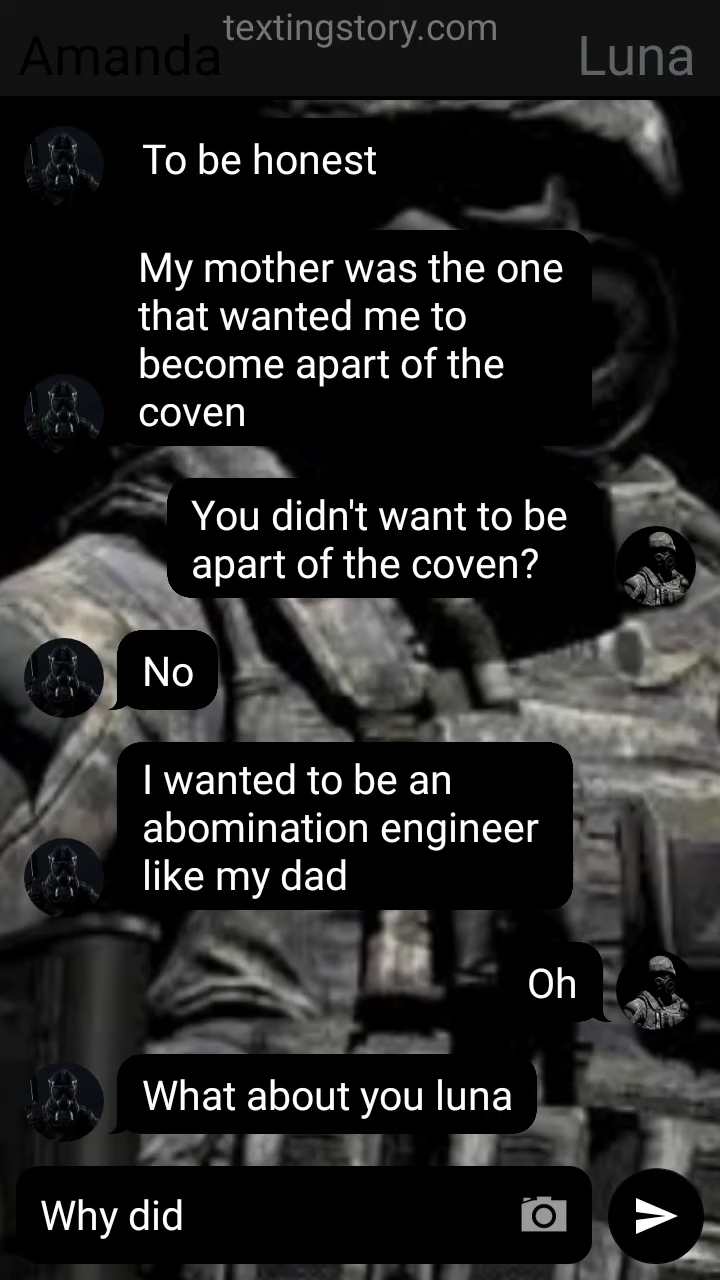 textingstory.com
Amanda
Luna
To be honest
My mother was the one
that wanted me to
become apart of the
coven
You didn't want to be
apart of the coven?
No
I wanted to be an
abomination engineer
like my dad
Oh
What about you luna
Why did